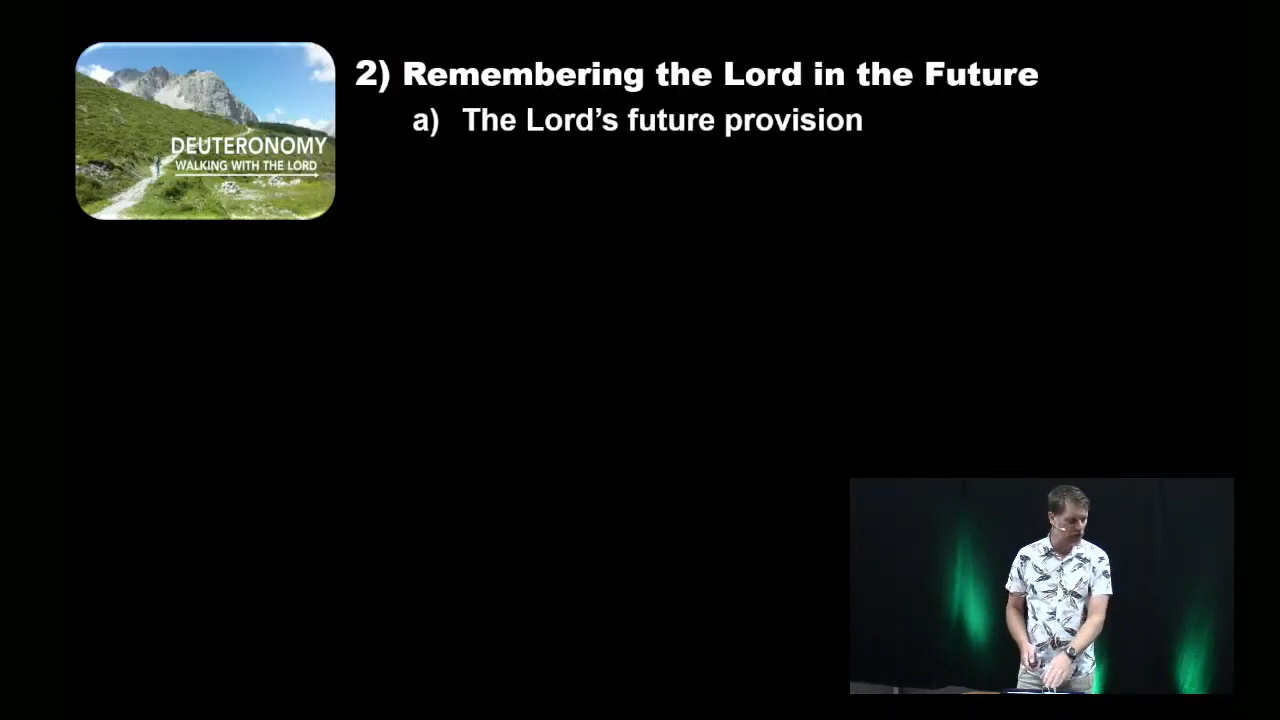 2) Remembering the Lord in the Future
a) The Lord's future provision
DEUTERONOMY
WALKING WITH THE LORD